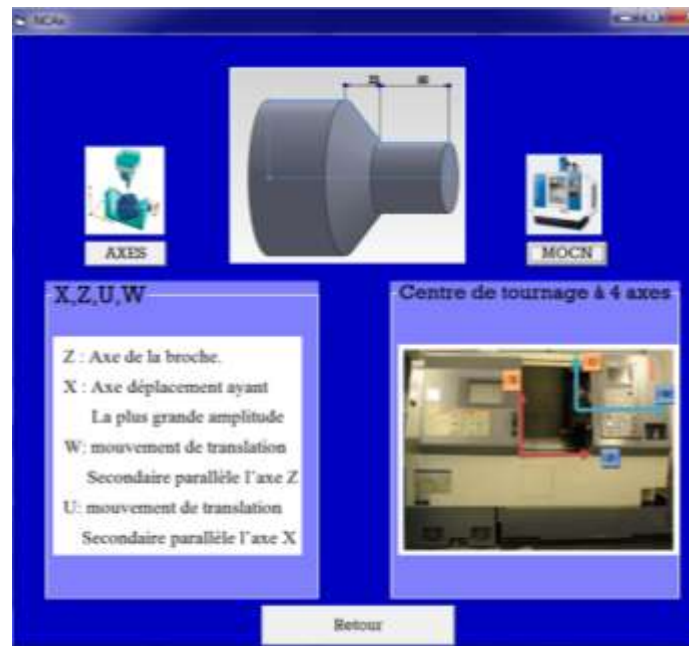 NCAx
AXES
MOCN
X,Z,U,W
Z : Axe de la broche.
X : Axe déplacement ayant
La plus grande amplitude
W: mouvement de translation
Secondaire parallèle l'axe Z
U: mouvement de translation
Secondaire parallèle l'axe X
Centre de tournage à 4 axes
Retour